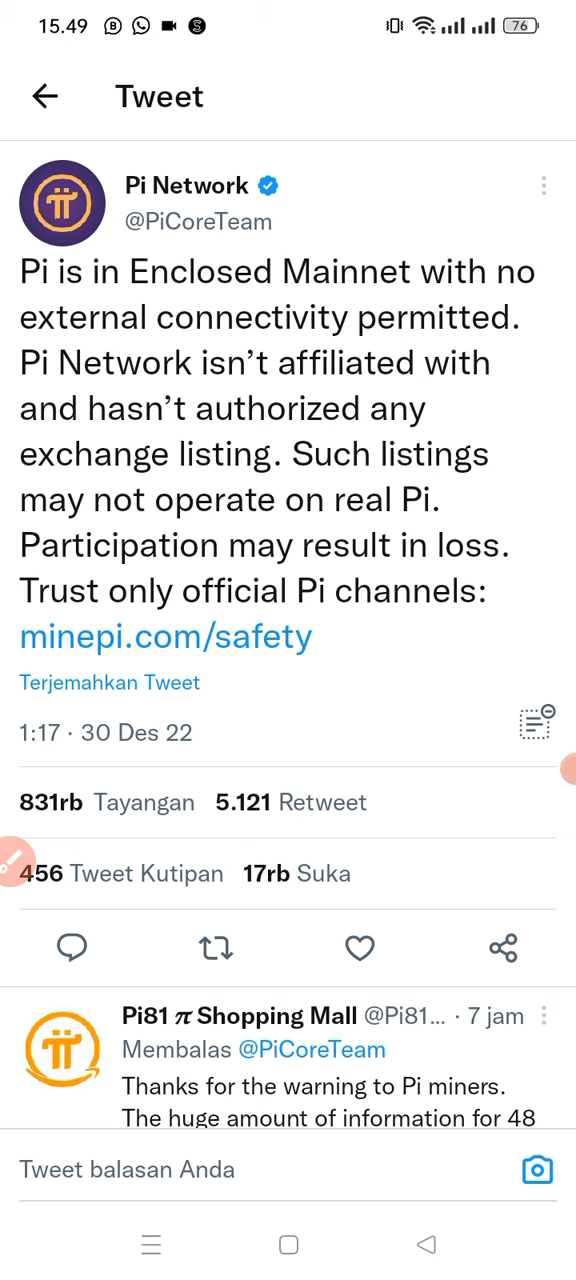 15.49
76
Tweet
Pi Network
@PiCoreTeam
Pi is in Enclosed Mainnet with no
external connectivity permitted.
Pi Network isn’t affiliated with
and hasn’t authorized any
exchange listing. Such listings
may not operate on real Pi.
Participation may result in loss.
Trust only official Pi channels:
minepi.com/safety
Terjemahkan Tweet
1:17 · 30 Des 22
831rb Tayangan 5.121 Retweet
456 Tweet Kutipan 17rb Suka
Pi81 π Shopping Mall @Pi81... · 7 jam
Membalas @PiCoreTeam
Thanks for the warning to Pi miners.
The huge amount of information for 48
Tweet balasan Anda